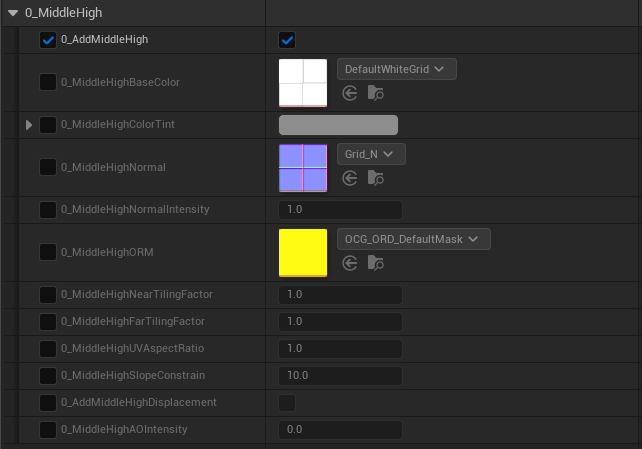 0_MiddleHigh
0_AddMiddleHigh
0_MiddleHighBaseColor
DefaultWhiteGrid
0_MiddleHighColorTint
0_MiddleHighNormal
Grid_N
0_MiddleHighNormalIntensity
1.0
0_MiddleHighORM
OCG_ORD_DefaultMask
0_MiddleHighNearTilingFactor
1.0
0_MiddleHighFarTilingFactor
1.0
0_MiddleHighUVAspectRatio
1.0
0_MiddleHighSlopeConstrain
10.0
0_AddMiddleHighDisplacement
0_MiddleHighAOIntensity
0.0